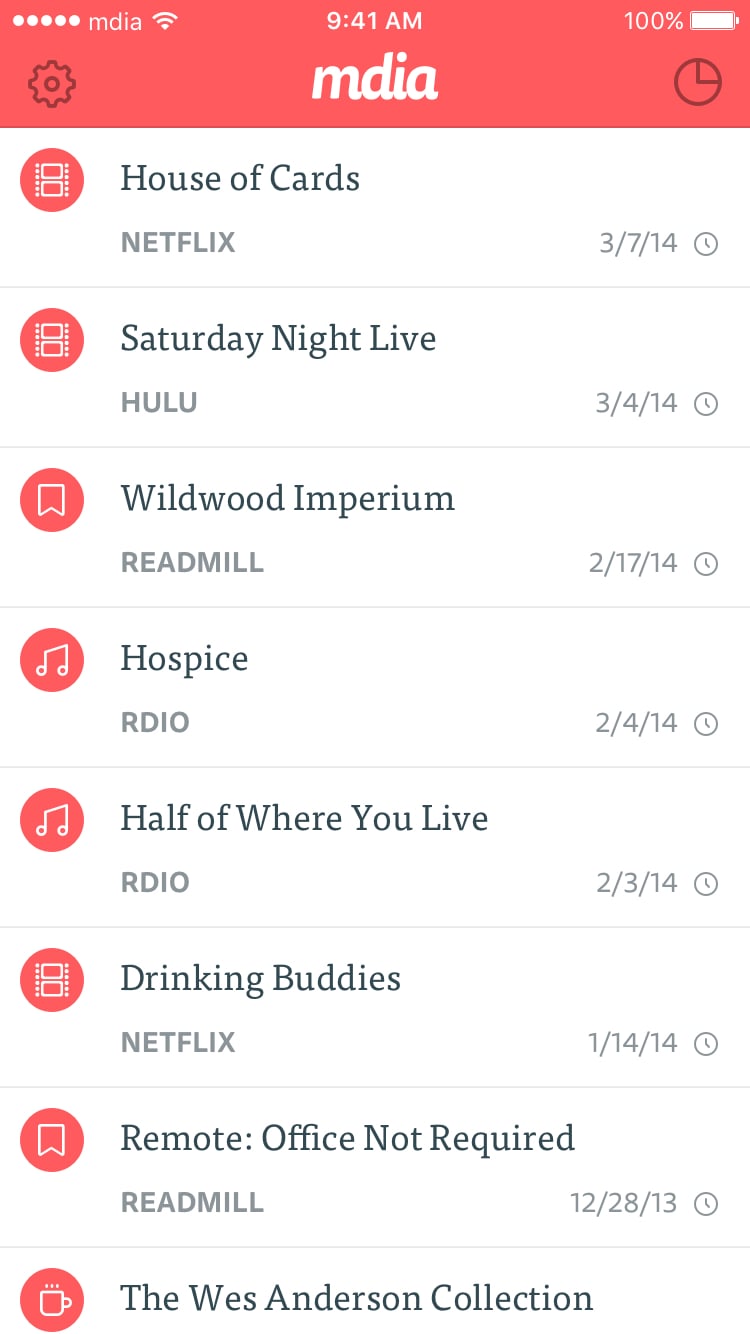 mdia 9:41 AM 100%
mdia
House of Cards
NETFLIX 3/7/14
Saturday Night Live
HULU 3/4/14
Wildwood Imperium
READMILL 2/17/14
Hospice
RDIO 2/4/14
Half of Where You Live
RDIO 2/3/14
Drinking Buddies
NETFLIX 1/14/14
Remote: Office Not Required
READMILL 12/28/13
The Wes Anderson Collection